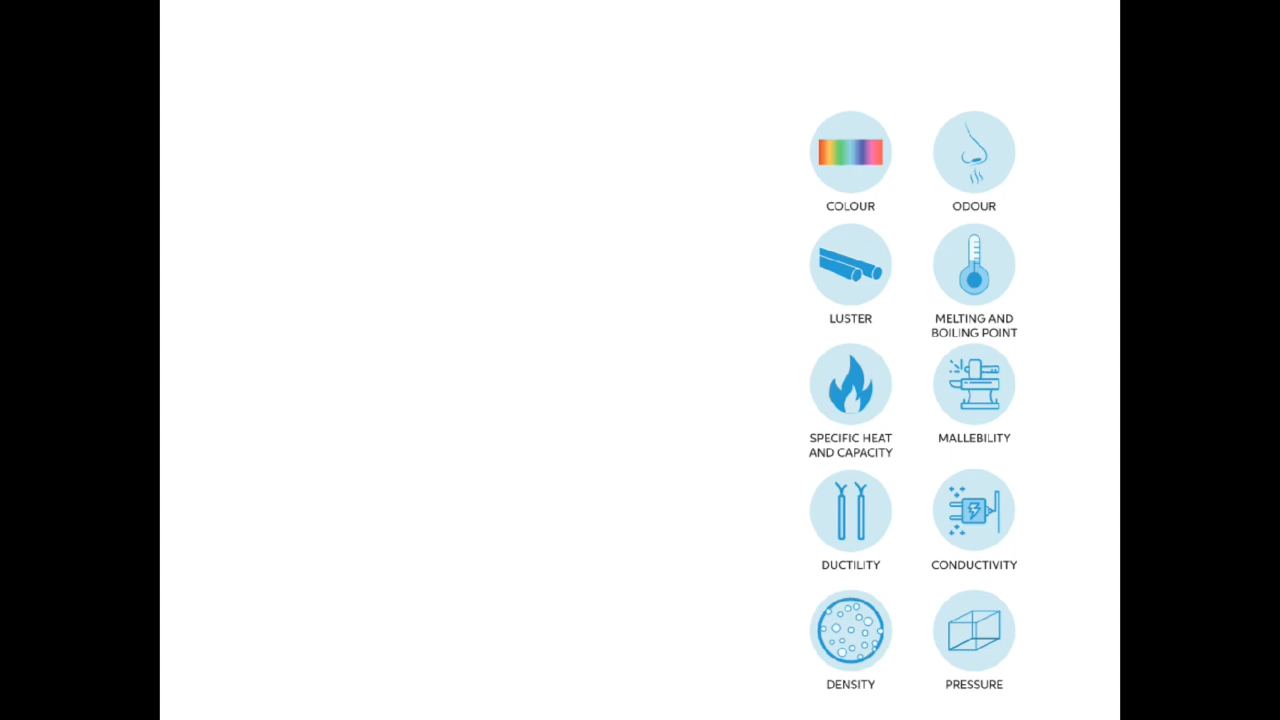 COLOUR
ODOUR
LUSTER
MELTING AND
BOILING POINT
SPECIFIC HEAT
AND CAPACITY
MALLEBILITY
DUCTILITY
CONDUCTIVITY
DENSITY
PRESSURE